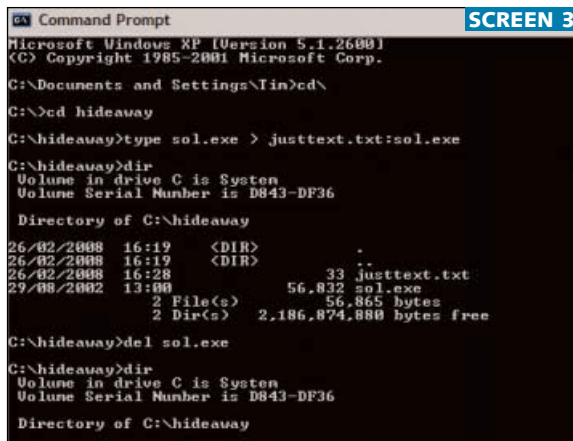 Command Prompt
SCREEN 3
Microsoft Windows XP [Version 5.1.2600]
(C) Copyright 1985-2001 Microsoft Corp.
C:\Documents and Settings\Tim>cd\
C:\>cd hideaway
C:\hideaway>type sol.exe > justtext.txt:sol.exe
C:\hideaway>dir
Volume in drive C is System
Volume Serial Number is D843-DF36
Directory of C:\hideaway
26/02/2008 16:19 <DIR> .
26/02/2008 16:19 <DIR> ..
26/02/2008 16:28 33 justtext.txt
29/08/2002 13:00 56,832 sol.exe
2 File(s) 56,865 bytes
2 Dir(s) 2,186,874,880 bytes free
C:\hideaway>del sol.exe
C:\hideaway>dir
Volume in drive C is System
Volume Serial Number is D843-DF36
Directory of C:\hideaway